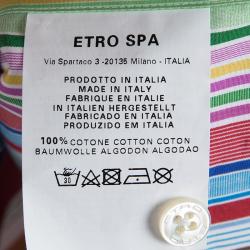 ETRO SPA
Via Spartaco 3 -20135 Milano - ITALIA
PRODOTTO IN ITALIA
MADE IN ITALY
FABRIQUE EN ITALIE
IN ITALIEN HERGESTELLT
FABRICADO EN ITALIA
PRODUZIDO EM ITALIA
100% COTONE COTTON COTON
BAUMWOLLE ALGODON ALGODAO
30